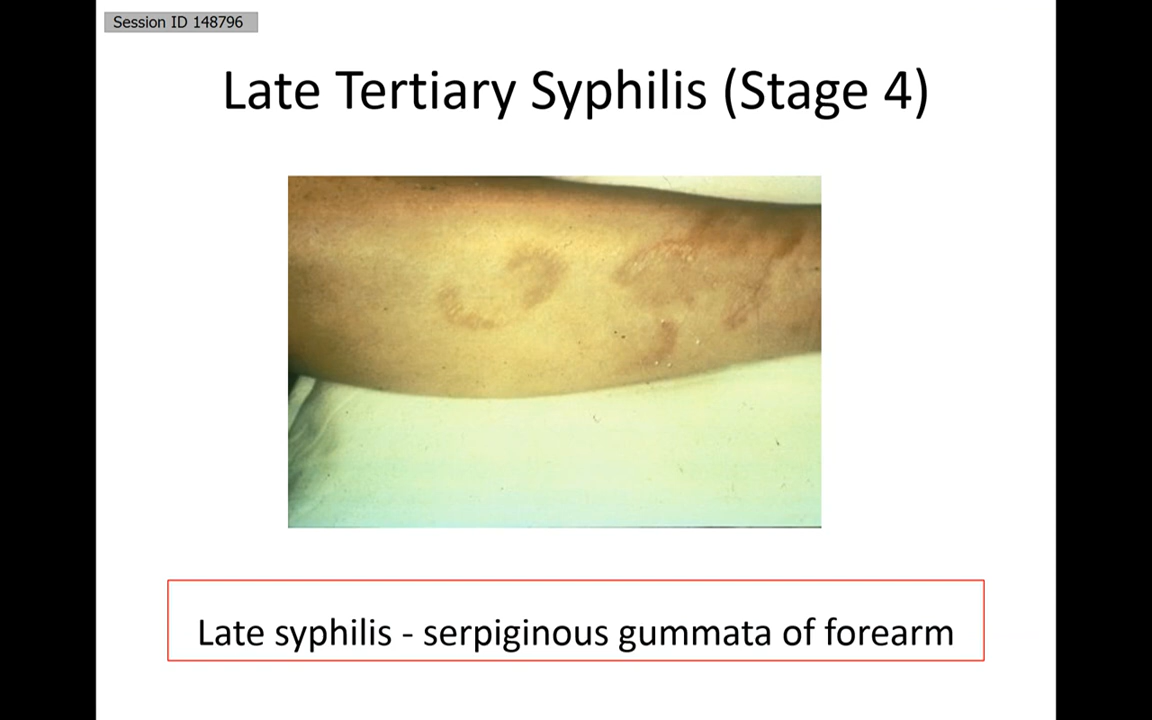 Session ID 148796
Late Tertiary Syphilis (Stage 4)
Late syphilis - serpiginous gummata of forearm